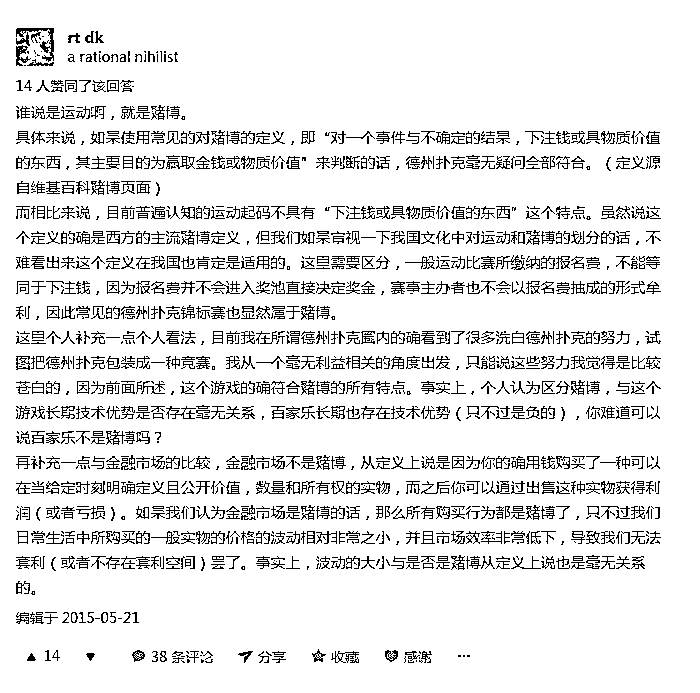 rt dk
a rational nihilist
14 人赞同了该回答
谁说是运动啊，就是赌博。
具体来说，如果使用常见的对赌博的定义，即“对一个事件与不确定的结果，下注钱或具物质价值
的东西，其主要目的为赢取金钱或物质价值”来判断的话，德州扑克毫无疑问全部符合。（定义源
自维基百科赌博页面）
而相比来说，目前普遍认知的运动起码不具有“下注钱或具物质价值的东西”这个特点。虽然说这
个定义的确是西方的主流赌博定义，但我们如果审视一下我国文化中对运动和赌博的划分的话，不
难看出来这个定义在我国也肯定是适用的。这里需要区分，一般运动比赛所缴纳的报名费，不能等
同于下注钱，因为报名费并不会进入奖池直接决定奖金，赛事主办者也不会以报名费抽成的形式牟
利，因此常见的德州扑克锦标赛也显然属于赌博。
这里个人补充一点个人看法，目前我在所谓德州扑克圈内的确看到了很多洗白德州扑克的努力，试
图把德州扑克包装成一种竞赛。我从一个毫无利益相关的角度出发，只能说这些努力我觉得是比较
苍白的，因为前面所述，这个游戏的确符合赌博的所有特点。事实上，个人认为区分赌博，与这个
游戏长期技术优势是否存在毫无关系，百家乐长期也存在技术优势（只不过是负的），你难道可以
说百家乐不是赌博吗？
再补充一点与金融市场的比较，金融市场不是赌博，从定义上说是因为你的确用钱购买了一种可以
在当给定时刻明确定义且公开价值，数量和所有权的实物，而之后你可以通过出售这种实物获得利
润（或者亏损）。如果我们认为金融市场是赌博的话，那么所有购买行为都是赌博了，只不过我们
日常生活中所购买的一般实物的价格的波动相对非常之小，并且市场效率非常低下，导致我们无法
套利（或者不存在套利空间）罢了。事实上，波动的大小与是否是赌博从定义上说也是毫无关系
的。
编辑于 2015-05-21
14 38 条评论 分享 收藏 感谢 ···